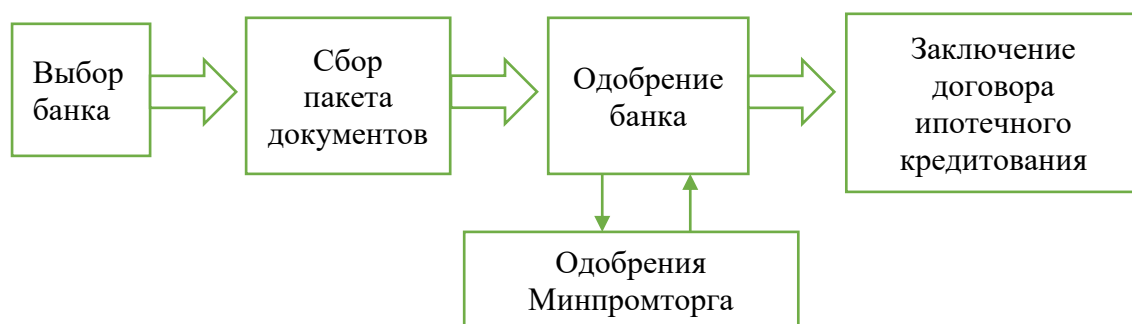 Выбор
банка
Сбор
пакета
документов
Одобрение
банка
Заключение
договора
ипотечного
кредитования
Одобрения
Минпромторга